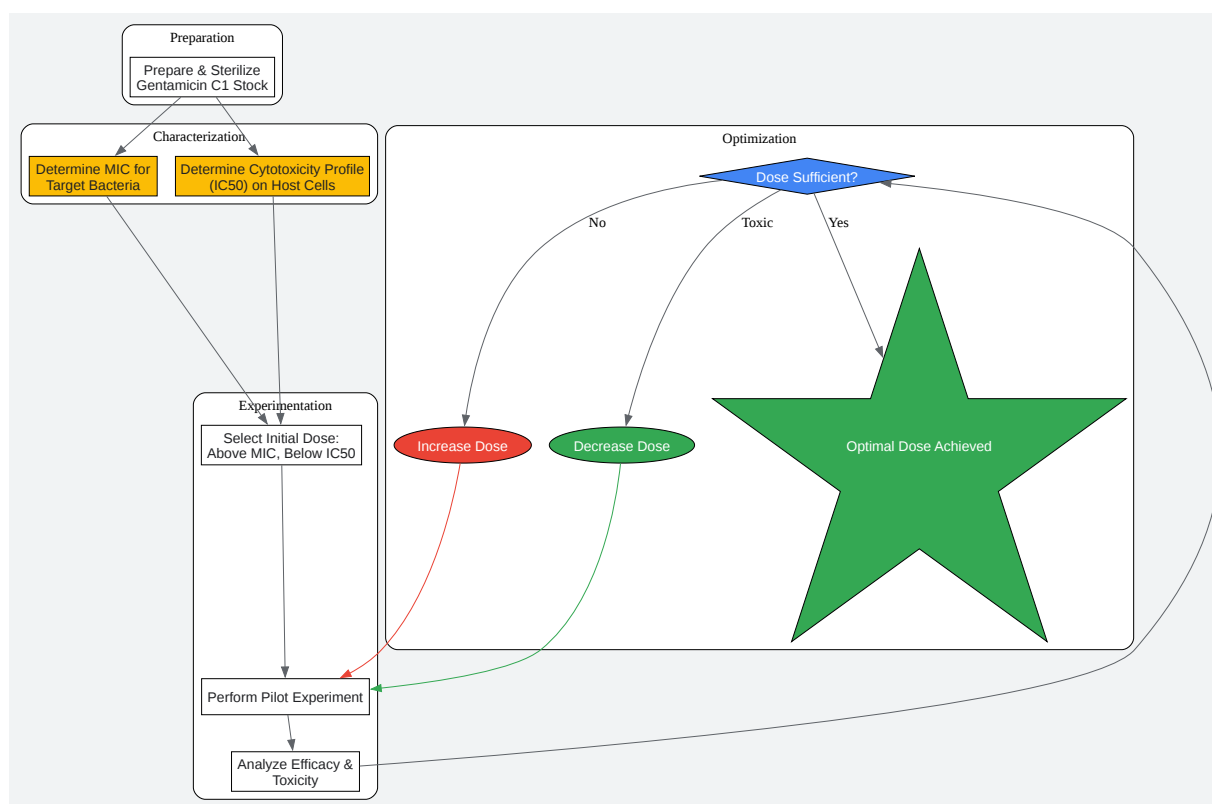 Preparation
Prepare & Sterilize
Gentamicin C1 Stock
Characterization
Determine MIC for
Target Bacteria
Determine Cytotoxicity Profile
(IC50) on Host Cells
Optimization
Dose Sufficient?
No
Toxic
Yes
Experimentation
Select Initial Dose:
Above MIC, Below IC50
Increase Dose
Decrease Dose
Optimal Dose Achieved
Perform Pilot Experiment
Analyze Efficacy &
Toxicity